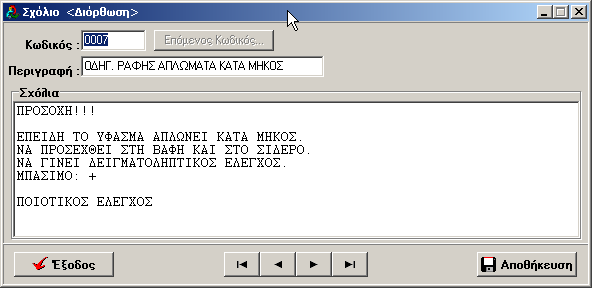 Σχόλιο <Διόρθωση>
Κωδικός : 0007 Επόμενος Κωδικός...
Περιγραφή : ΟΔΗΓ. ΡΑΦΗΣ ΑΠΛΩΜΑΤΑ ΚΑΤΑ ΜΗΚΟΣ
Σχόλια
ΠΡΟΣΟΧΗ!!!
ΕΠΕΙΔΗ ΤΟ ΥΦΑΣΜΑ ΑΠΛΩΝΕΙ ΚΑΤΑ ΜΗΚΟΣ.
ΝΑ ΠΡΟΣΕΧΘΕΙ ΣΤΗ ΒΑΦΗ ΚΑΙ ΣΤΟ ΣΙΔΕΡΟ.
ΝΑ ΓΙΝΕΙ ΔΕΙΓΜΑΤΟΛΗΠΤΙΚΟΣ ΕΛΕΓΧΟΣ.
ΜΠΑΣΙΜΟ: +
ΠΟΙΟΤΙΚΟΣ ΕΛΕΓΧΟΣ
Έξοδος Αποθήκευση